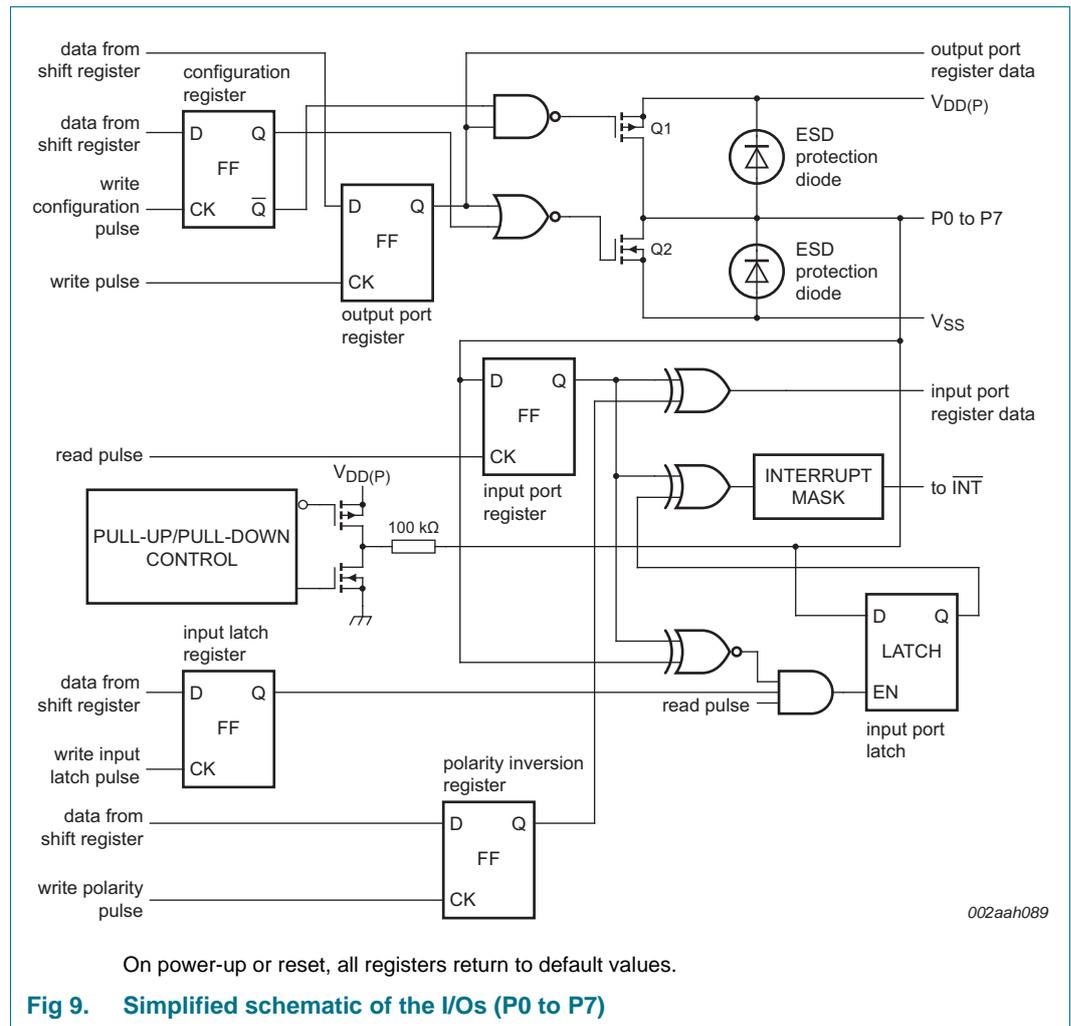 data from
shift register
configuration
register
output port
register data
VDD(P)
data from
shift register
D
Q
FF
write
configuration
pulse
CK
Q
Q1
ESD
protection
diode
D
Q
FF
CK
write pulse
output port
register
P0 to P7
Q2
ESD
protection
diode
VSS
D
Q
FF
CK
read pulse
input port
register
input port
register data
INTERRUPT
MASK
to INT
VDD(P)
100 kΩ
PULL-UP/PULL-DOWN
CONTROL
D
Q
LATCH
EN
input port
latch
input latch
register
data from
shift register
D
Q
FF
CK
write input
latch pulse
read pulse
polarity inversion
register
data from
shift register
D
Q
FF
CK
write polarity
pulse
002aah089
On power-up or reset, all registers return to default values.
Fig 9. Simplified schematic of the I/Os (P0 to P7)